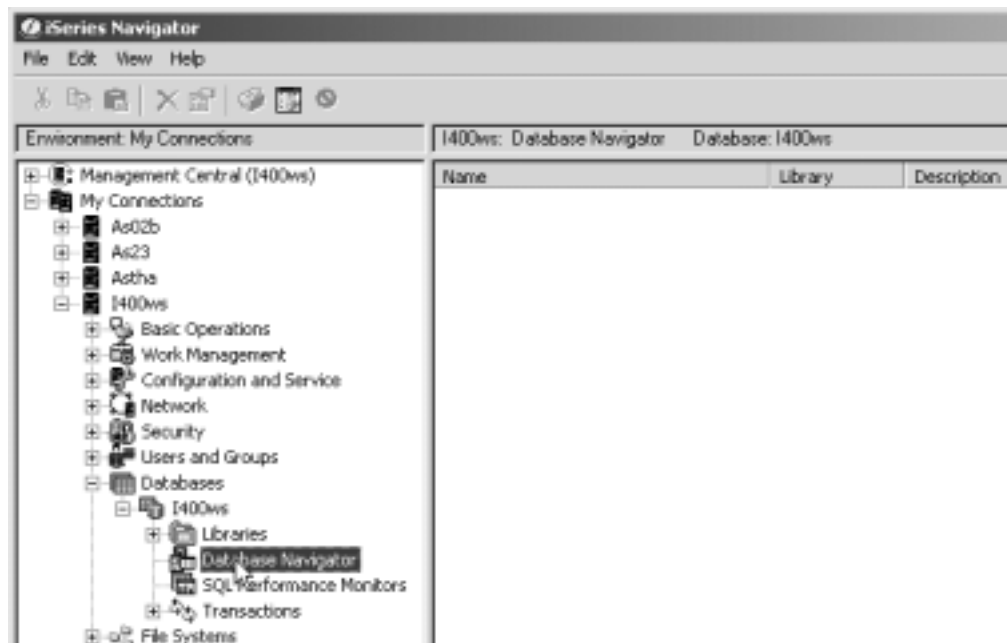 iSeries Navigator
File Edit View Help
Environment: My Connections
I400ws: Database Navigator Database: I400ws
Name Library Description
Management Central (I400ws)
My Connections
As02b
As23
Astha
I400ws
Basic Operations
Work Management
Configuration and Service
Network
Security
Users and Groups
Databases
I400ws
Libraries
Database Navigator
SQL Performance Monitors
Transactions
File Systems